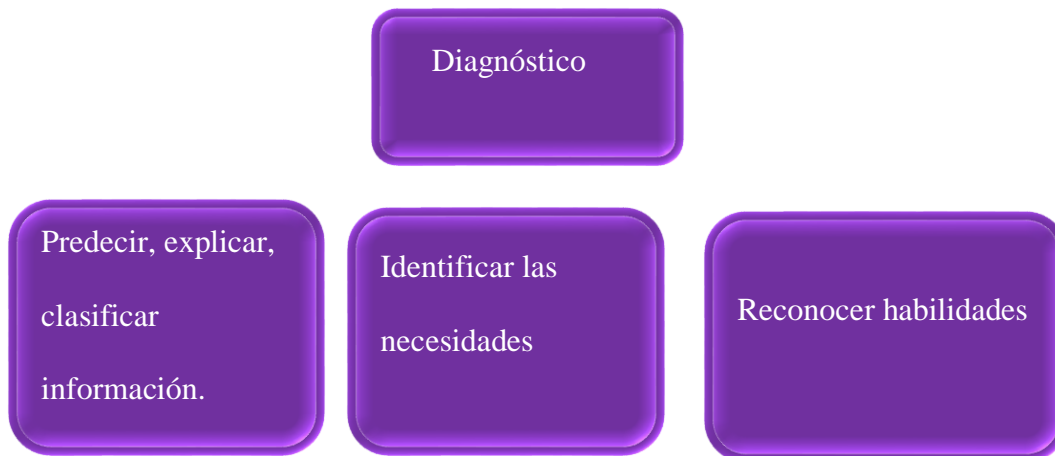 Diagnóstico
Predecir, explicar,
clasificar
información.
Identificar las
necesidades
Reconocer habilidades